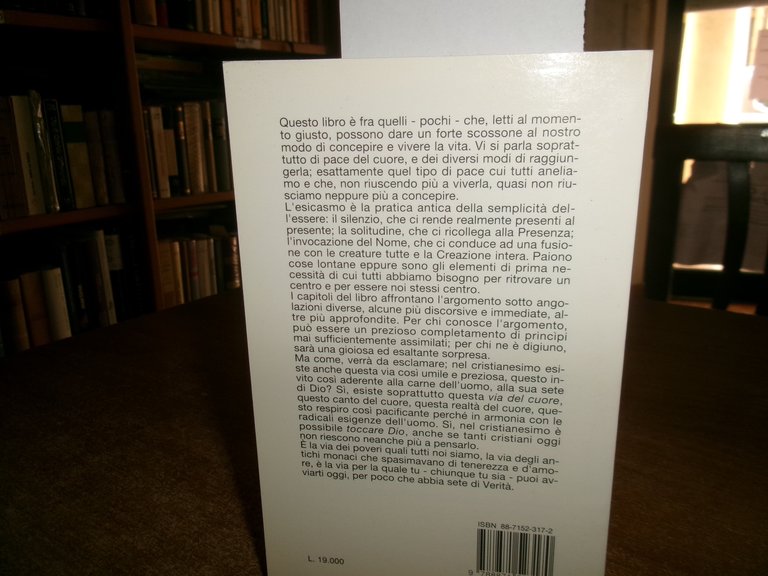 Questo libro è fra quelli - pochi - che, letti al momen-
to giusto, possono dare un forte scossone al nostro
modo di concepire e vivere la vita. Vi si parla soprat-
tutto di pace del cuore, e dei diversi modi di raggiun-
gerla; esattamente quel tipo di pace cui tutti anelia-
mo e che, non riuscendo più a viverla, quasi non riu-
sciamo neppure più a concepire.
L'esicasmo è la pratica antica della semplicità del-
l'essere: il silenzio, che ci rende realmente presenti al
presente; la solitudine, che ci ricollega alla Presenza;
l'invocazione del Nome, che ci conduce ad una fusio-
ne con le creature tutte e la Creazione intera. Paiono
cose lontane eppure sono gli elementi di prima ne-
cessità di cui tutti abbiamo bisogno per ritrovare un
centro e per essere noi stessi centro.
I capitoli del libro affrontano l'argomento sotto ango-
lazioni diverse, alcune più discorsive e immediate, al-
tre più approfondite. Per chi conosce l'argomento,
può essere un prezioso completamento di principi
mai sufficientemente assimilati; per chi ne è digiuno,
sarà una gioiosa ed esaltante sorpresa.
Ma come, verrà da esclamare; nel cristianesimo esi-
ste anche questa via così umile e preziosa, questo in-
vito così aderente alla carne dell'uomo, alla sua sete
di Dio? Sì, esiste soprattutto questa via del cuore,
questo canto del cuore, questa realtà del cuore, que-
sto respiro così pacificante perché in armonia con le
radicali esigenze dell'uomo. Sì, nel cristianesimo è
possibile toccare Dio, anche se tanti cristiani oggi
non riescono neanche più a pensarlo.
È la via dei poveri quali tutti noi siamo, la via degli an-
tichi monaci che spasimavano di tenerezza e d'amo-
re, è la via per la quale tu - chiunque tu sia - puoi av-
viarti oggi, per poco che abbia sete di Verità.
ISBN 88-7152-317-2
L. 19.000